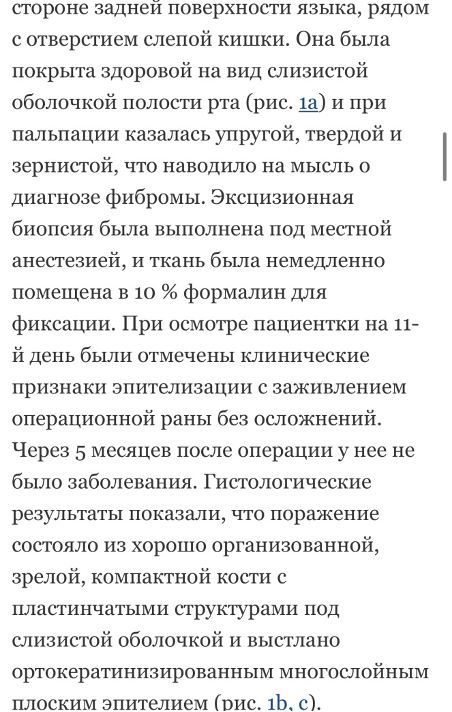 стороне задней поверхности языка, рядом
с отверстием слепой кишки. Она была
покрыта здоровой на вид слизистой
оболочкой полости рта (рис. 1a) и при
пальпации казалась упругой, твердой и
зернистой, что наводило на мысль о
диагнозе фибромы. Эксцизионная
биопсия была выполнена под местной
анестезией, и ткань была немедленно
помещена в 10 % формалин для
фиксации. При осмотре пациентки на 11-
й день были отмечены клинические
признаки эпителизации с заживлением
операционной раны без осложнений.
Через 5 месяцев после операции у нее не
было заболевания. Гистологические
результаты показали, что поражение
состояло из хорошо организованной,
зрелой, компактной кости с
пластинчатыми структурами под
слизистой оболочкой и выстлано
ортокератинизированным многослойным
плоским эпителием (рис. 1b, c).